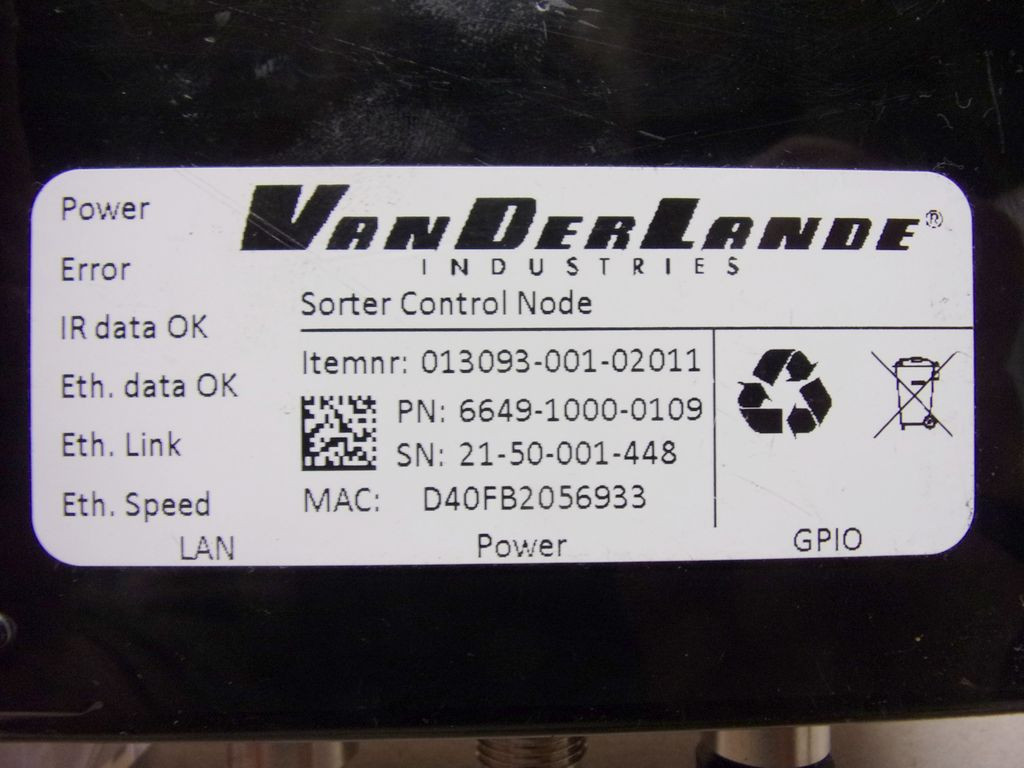 Power
VANDERLANDE®
INDUSTRIES
Error
Sorter Control Node
IR data OK
Itemnr: 013093-001-02011
Eth. data OK
PN: 6649-1000-0109
Eth. Link
SN: 21-50-001-448
Eth. Speed
MAC: D40FB2056933
LAN
Power
GPIO